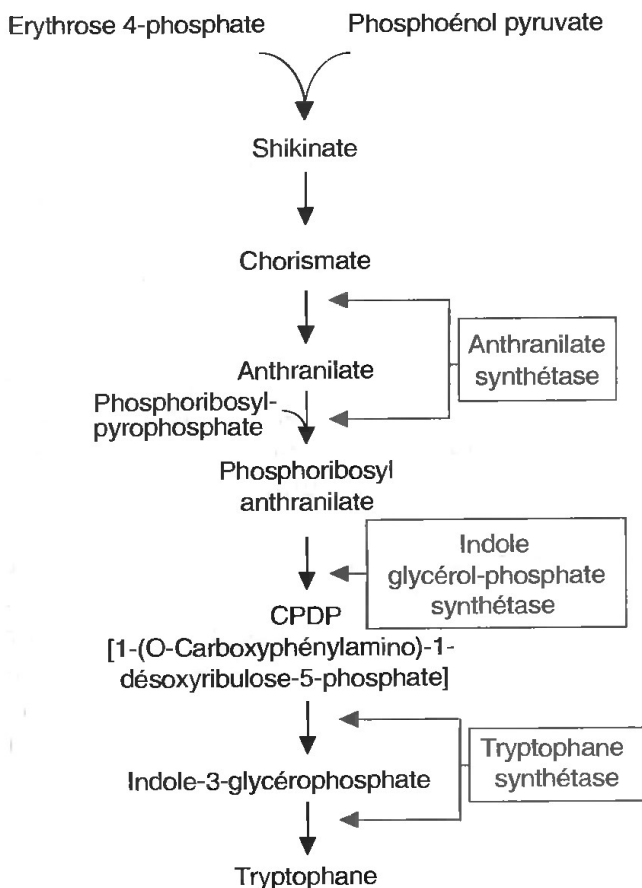 Erythrose 4-phosphate
Phosphoénol pyruvate
Shikinate
Chorismate
Anthranilate
synthétase
Anthranilate
Phosphoribosyl-
pyrophosphate
Phosphoribosyl
anthranilate
Indole
glycérol-phosphate
synthétase
CPDP
[1-(O-Carboxyphénylamino)-1-
désoxyribulose-5-phosphate]
Tryptophane
synthétase
Indole-3-glycérophosphate
Tryptophane